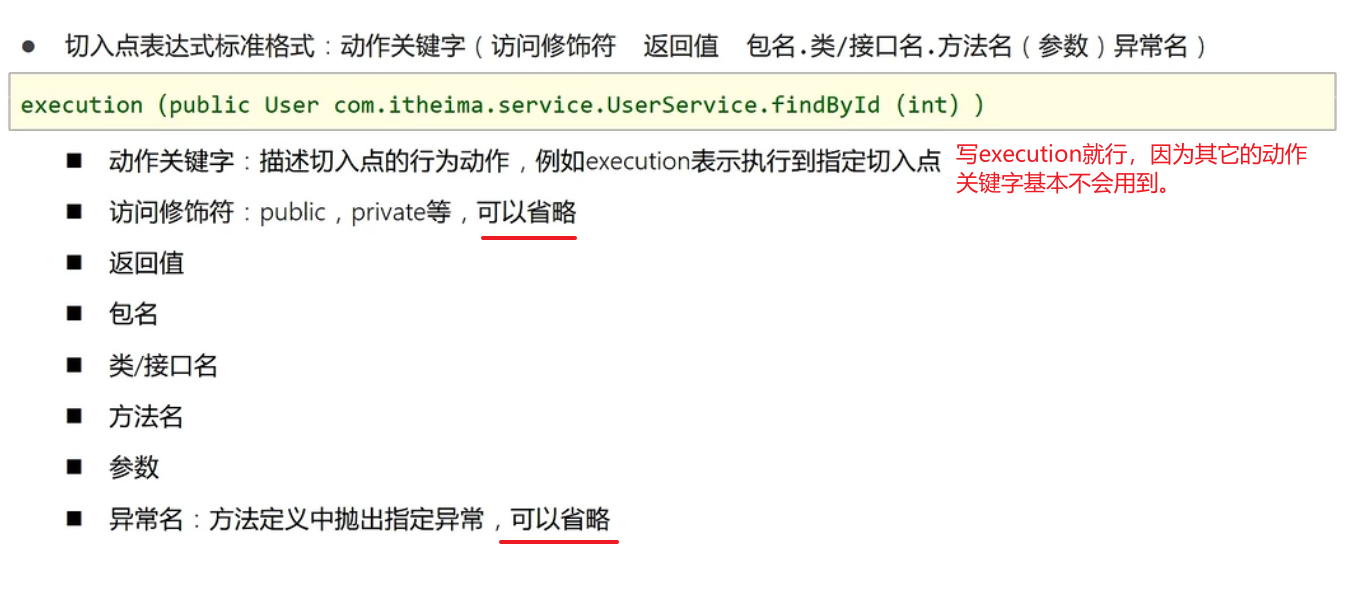 ● 切入点表达式标准格式：动作关键字（访问修饰符 返回值 包名.类/接口名.方法名（参数）异常名）
execution (public User com.itheima.service.UserService.findById (int) )
■ 动作关键字：描述切入点的行为动作，例如execution表示执行到指定切入点
写execution就行，因为其它的动作
关键字基本不会用到。
■ 访问修饰符：public，private等，可以省略
■ 返回值
■ 包名
■ 类/接口名
■ 方法名
■ 参数
■ 异常名：方法定义中抛出指定异常，可以省略